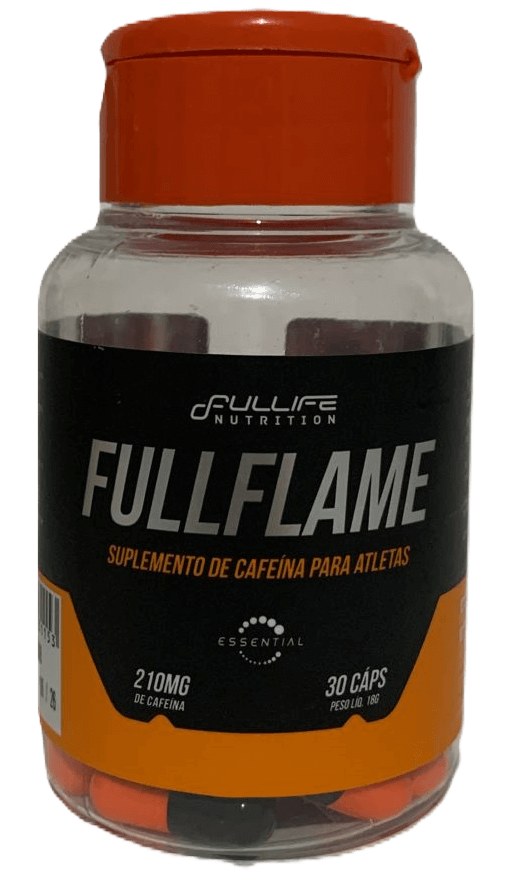 FULLIFE
NUTRITION
FULLFLAME
SUPLEMENTO DE CAFEÍNA PARA ATLETAS
ESSENTIAL
210MG
DE CAFEÍNA
30 CÁPS
PESO LÍQ. 18G